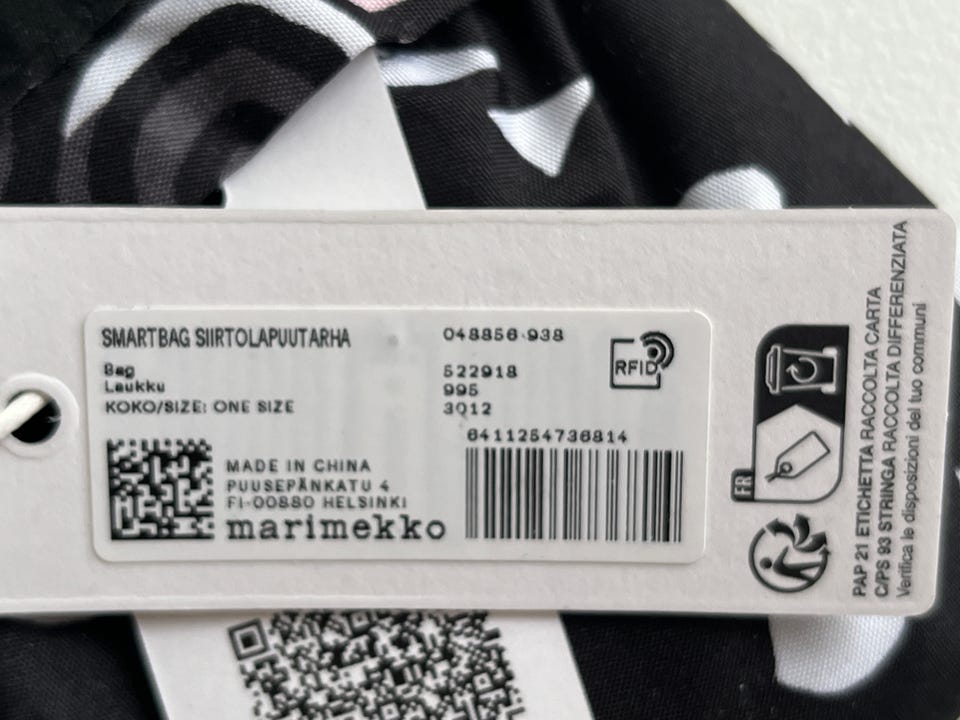 SMARTBAG SIIRTOLAPUUTARHA
048856-938
Bag
522918
Laukku
995
KOKO/SIZE: ONE SIZE
3012
RFID
6411254736814
MADE IN CHINA
PUUSEPÄNKATU 4
FI-00880 HELSINKI
marimekko
FR
PAP 21 ETICHETTA RACCOLTA CARTA
C/PS 93 STRINGA RACCOLTA DIFFERENZIATA
Verifica le disposizioni del tuo communi